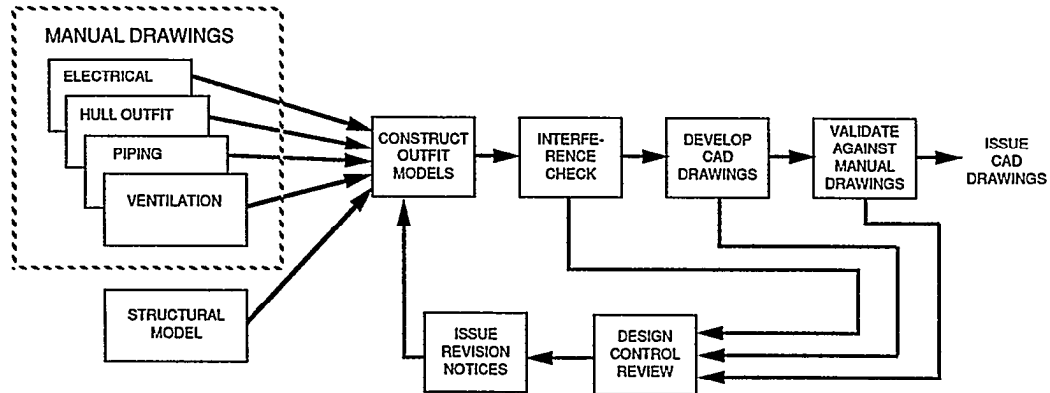 MANUAL DRAWINGS
ELECTRICAL
HULL OUTFIT
PIPING
VENTILATION
STRUCTURAL
MODEL
CONSTRUCT
OUTFIT
MODELS
INTERFE-
RENCE
CHECK
DEVELOP
CAD
DRAWINGS
VALIDATE
AGAINST
MANUAL
DRAWINGS
ISSUE
CAD
DRAWINGS
ISSUE
REVISION
NOTICES
DESIGN
CONTROL
REVIEW